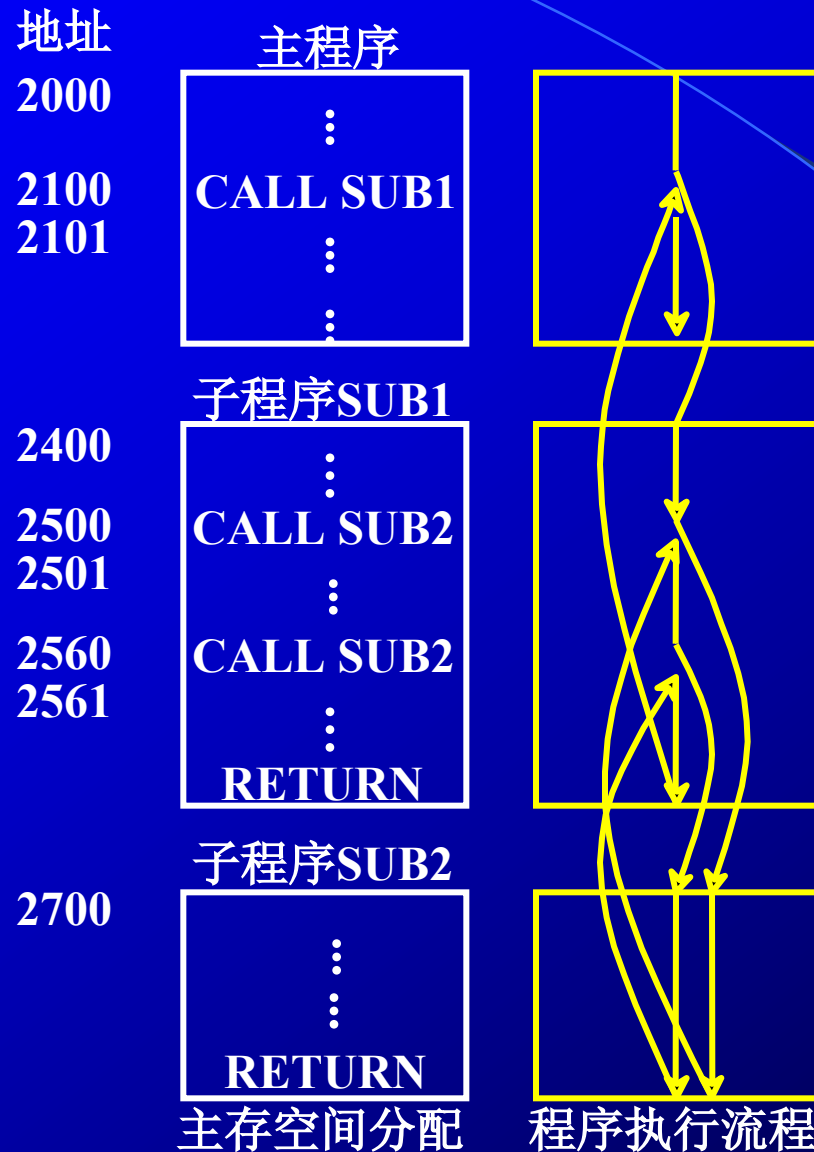 地址
主程序
2000
⋮
2100 CALL SUB1
2101
⋮
⋮
子程序SUB1
2400
⋮
2500 CALL SUB2
2501
⋮
2560 CALL SUB2
2561
⋮
RETURN
子程序SUB2
2700
⋮
⋮
RETURN
主存空间分配 程序执行流程